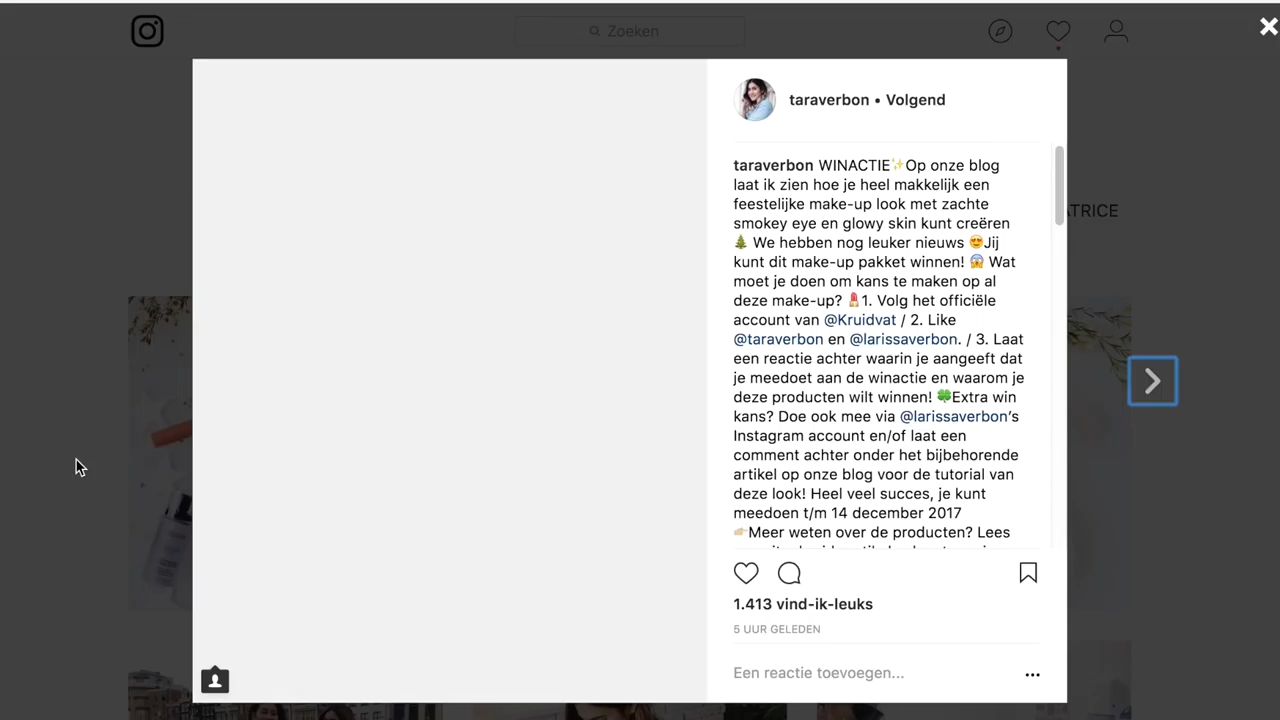 Zoeken
taraverbon • Volgend
taraverbon WINACTIE✨Op onze blog
laat ik zien hoe je heel makkelijk een
feestelijke make-up look met zachte
smokey eye en glowy skin kunt creëren
🎄 We hebben nog leuker nieuws 😍Jij
kunt dit make-up pakket winnen! 😱 Wat
moet je doen om kans te maken op al
deze make-up? 💄1. Volg het officiële
account van @Kruidvat / 2. Like
@taraverbon en @larissaverbon. / 3. Laat
een reactie achter waarin je aangeeft dat
je meedoet aan de winactie en waarom je
deze producten wilt winnen! 🍀Extra win
kans? Doe ook mee via @larissaverbon's
Instagram account en/of laat een
comment achter onder het bijbehorende
artikel op onze blog voor de tutorial van
deze look! Heel veel succes, je kunt
meedoen t/m 14 december 2017
👉🏼Meer weten over de producten? Lees
1.413 vind-ik-leuks
5 UUR GELEDEN
Een reactie toevoegen...
ATRICE